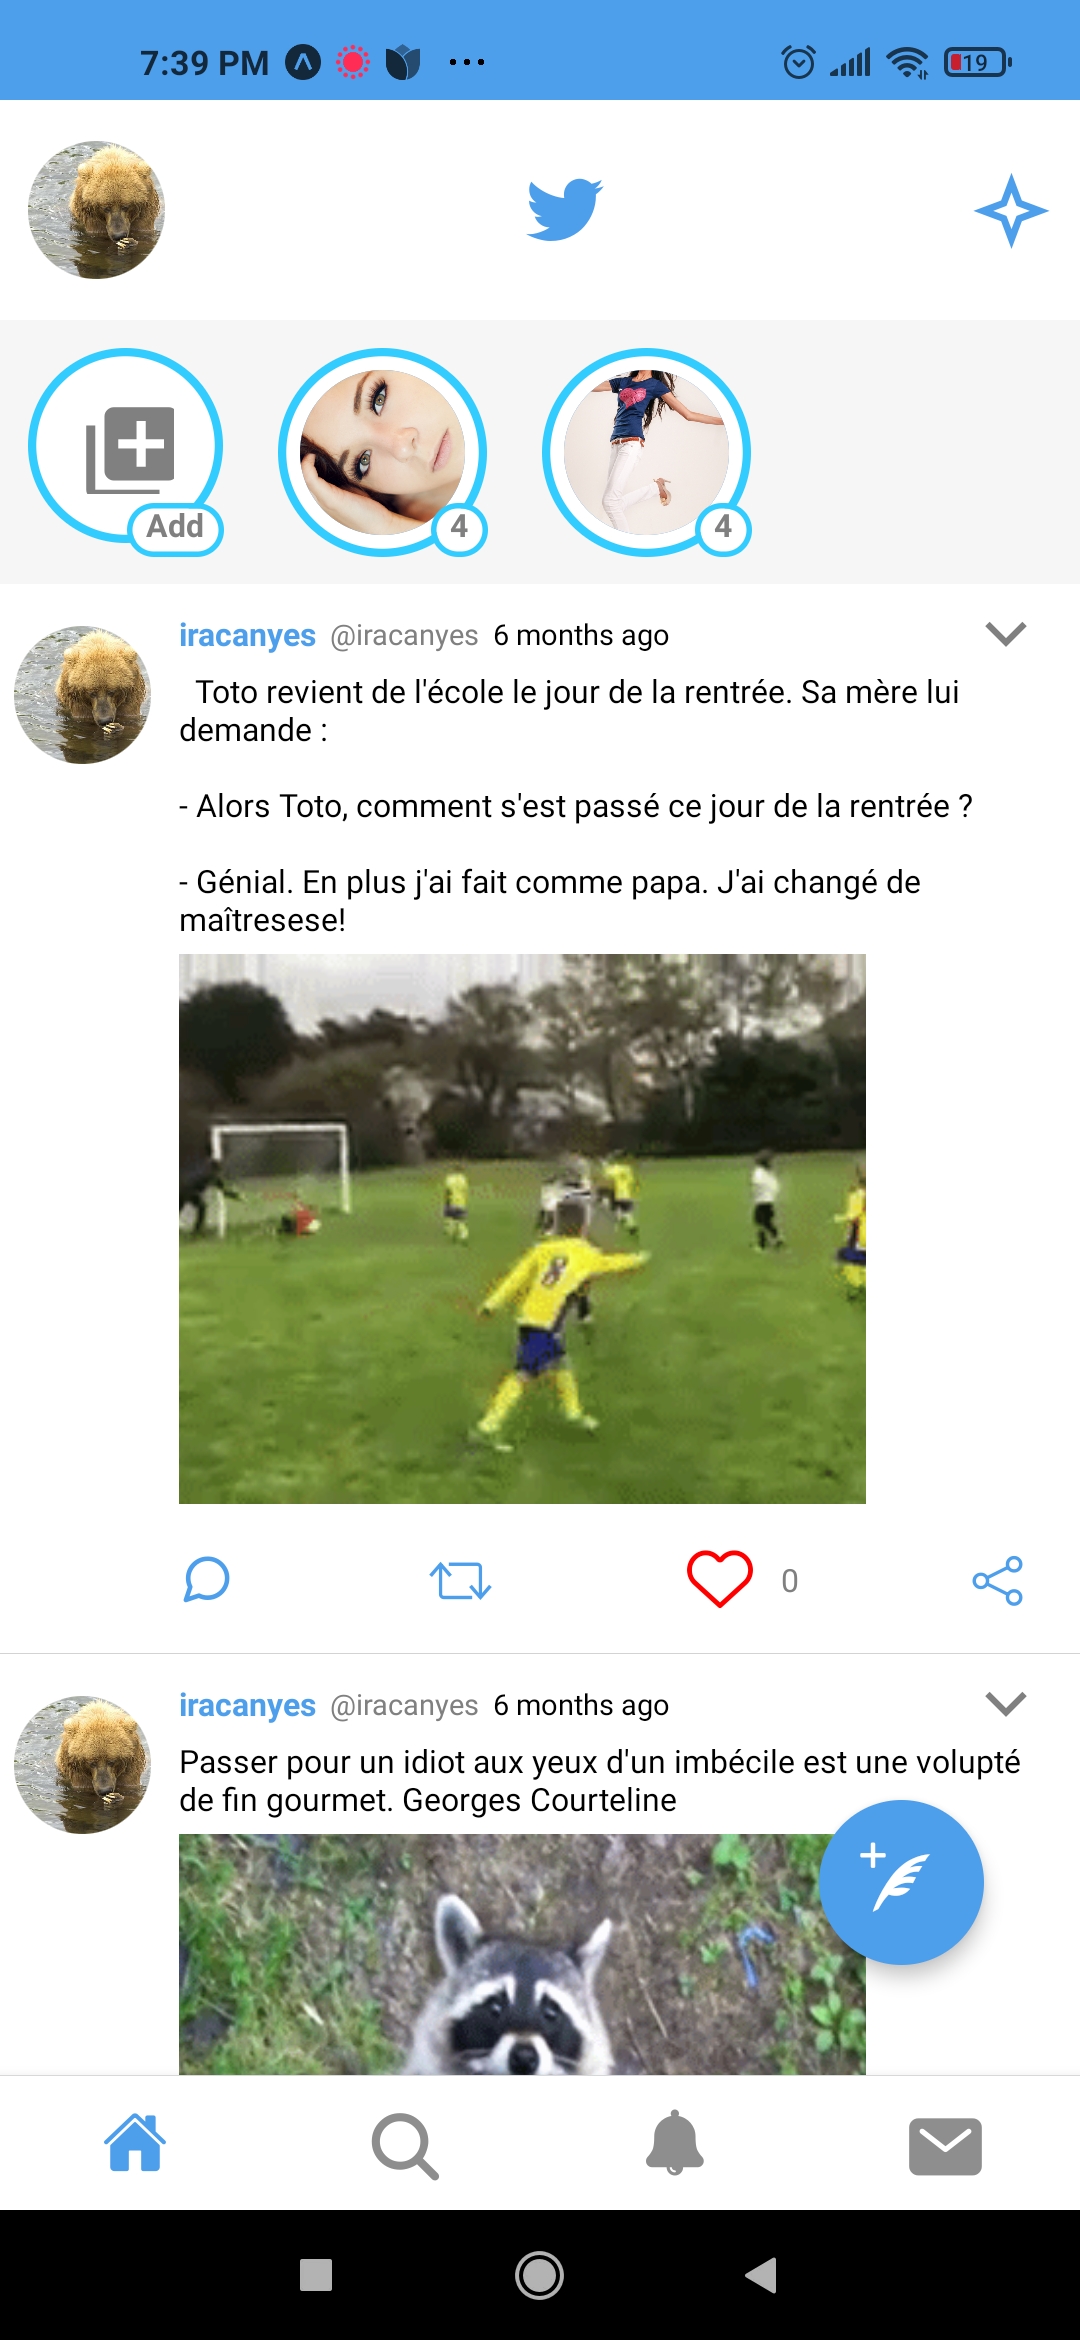 7:39 PM
19
Add
4
4
iracanyes @iracanyes 6 months ago
Toto revient de l'école le jour de la rentrée. Sa mère lui
demande :
- Alors Toto, comment s'est passé ce jour de la rentrée ?
- Génial. En plus j'ai fait comme papa. J'ai changé de
maîtresese!
8
0
iracanyes @iracanyes 6 months ago
Passer pour un idiot aux yeux d'un imbécile est une volupté
de fin gourmet. Georges Courteline